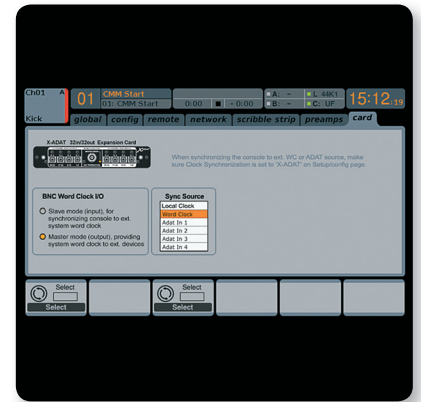 Ch01 A
Kick
01
CMM Start
01: CMM Start
0:00
- 0:00
A: -
B: -
L 44K1
C: UF
15:12:19
global config remote network scribble strip preamps card
X-ADAT 32in/32out Expansion Card
When synchronizing the console to ext. WC or ADAT source, make
sure Clock Synchronization is set to "X-ADAT" on Setup/config page.
BNC Word Clock I/O
Slave mode (input), for
synchronizing console to ext.
system word clock
Master mode (output), providing
system word clock to ext. devices
Sync Source
Local Clock
Word Clock
Adat In 1
Adat In 2
Adat In 3
Adat In 4
Select
Select
Select
Select